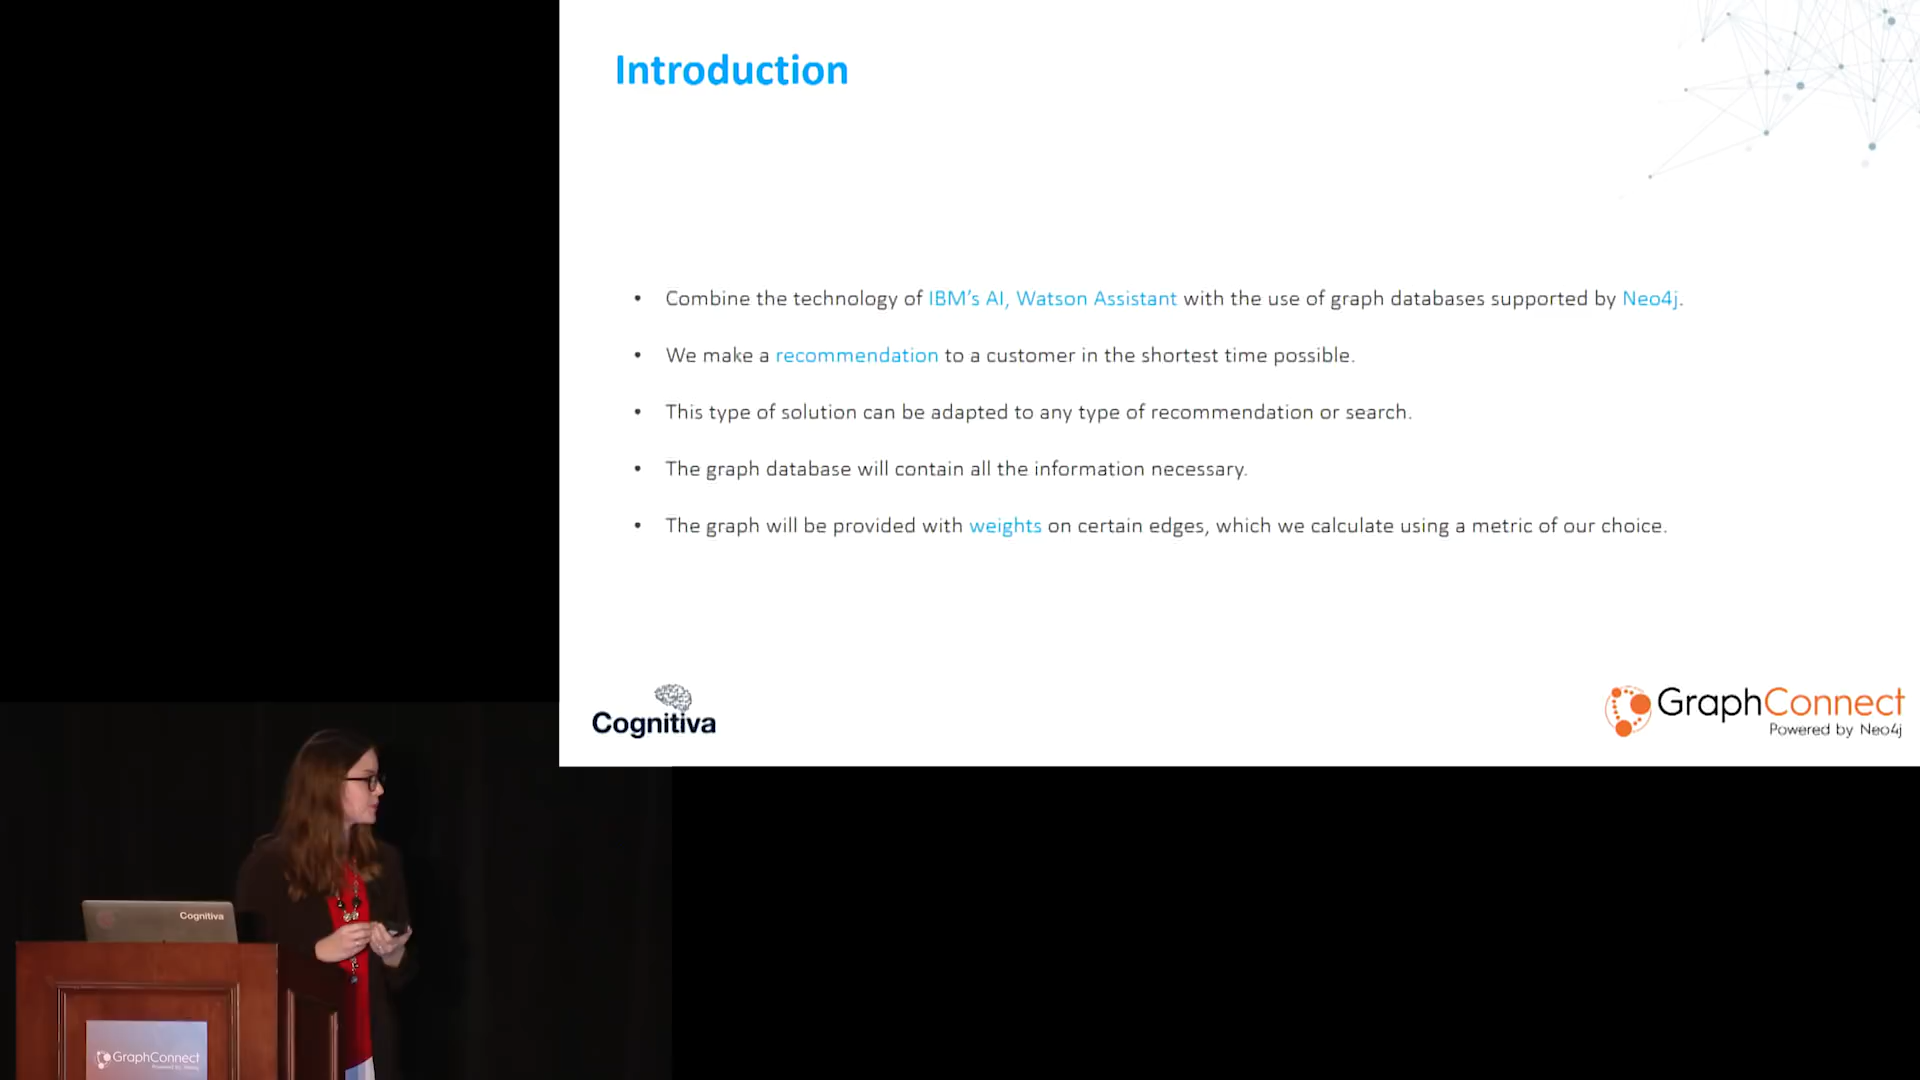 Introduction
• Combine the technology of IBM's AI, Watson Assistant with the use of graph databases supported by Neo4j.
• We make a recommendation to a customer in the shortest time possible.
• This type of solution can be adapted to any type of recommendation or search.
• The graph database will contain all the information necessary.
• The graph will be provided with weights on certain edges, which we calculate using a metric of our choice.
Cognitiva
GraphConnect
Powered by Neo4j
Cognitiva
GraphConnect
Powered by Neo4j